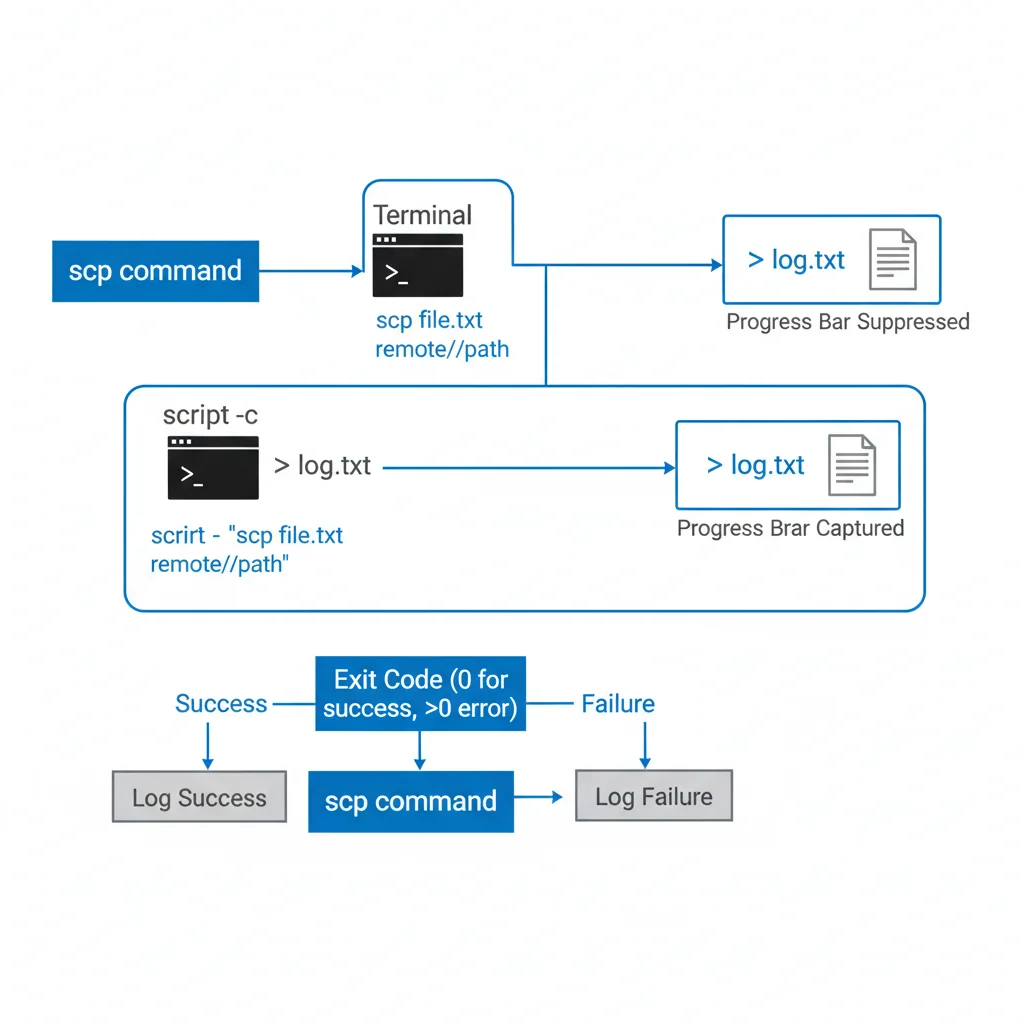 Terminal
scp command
>_
scp file.txt
remote//path
> log.txt
Progress Bar Suppressed
script -c
>_
> log.txt
scrirt - "scp file.txt
remote//path"
> log.txt
Progress Brar Captured
Exit Code (0 for
success, >0 error)
Success
Failure
Log Success
scp command
Log Failure